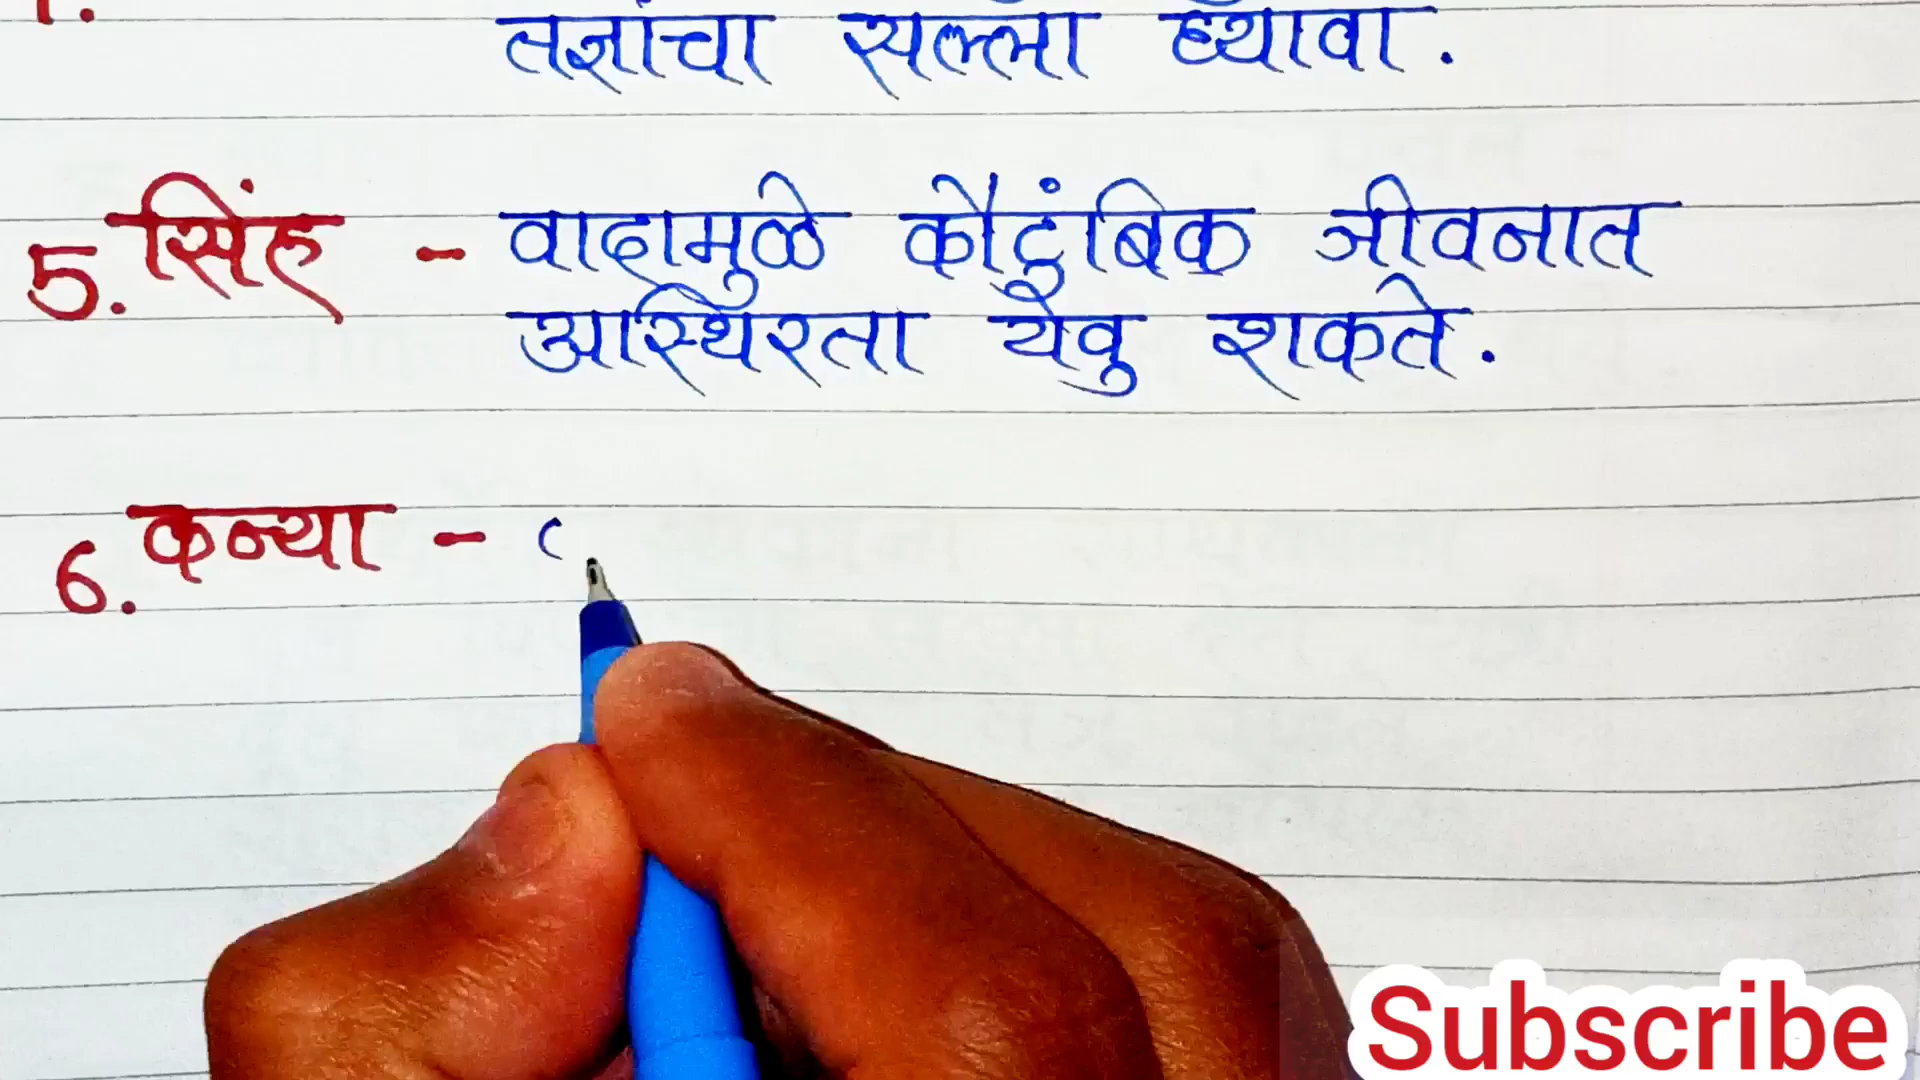 तज्ञांचा सल्ला घ्यावा.
5. सिंह - वादामुळे कौटुंबिक जीवनात
अस्थिरता येवु शकते.
6. कन्या -
Subscribe